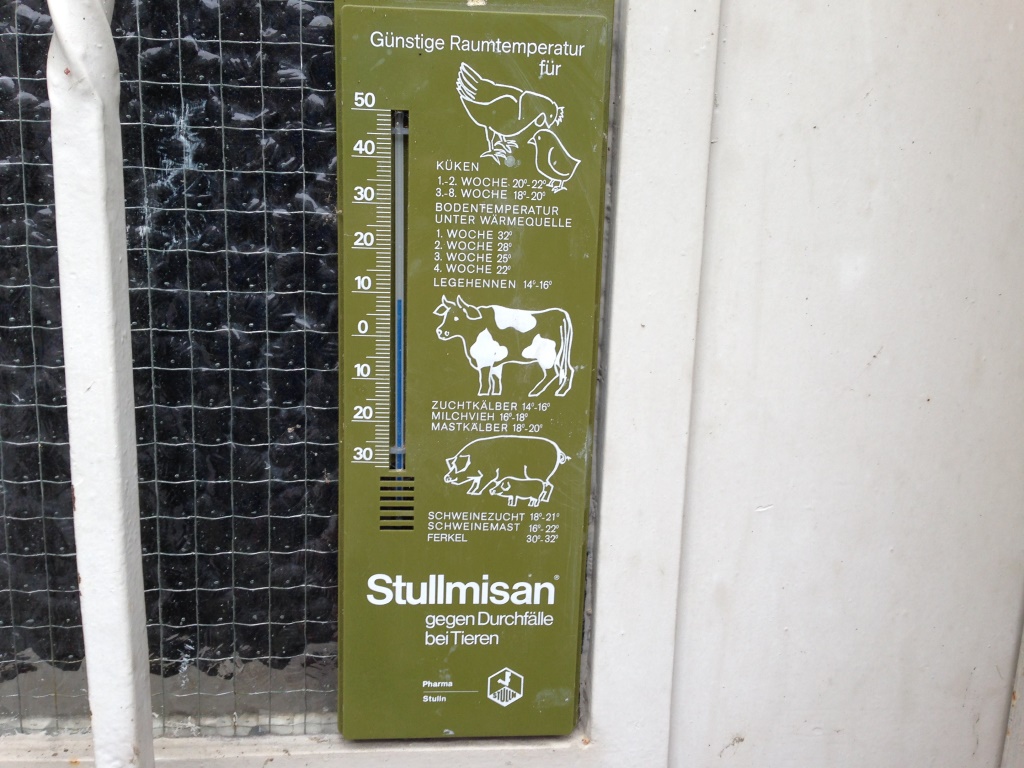 Günstige Raumtemperatur
für
50
40
30
20
10
0
10
20
30
KÜKEN
1.-2. WOCHE 20°-22°
3.-8. WOCHE 18°-20°
BODENTEMPERATUR
UNTER WÄRMEQUELLE
1. WOCHE 32°
2. WOCHE 28°
3. WOCHE 25°
4. WOCHE 22°
LEGEHENNEN 14°-16°
ZUCHTKÄLBER 14°-16°
MILCHVIEH 16°-18°
MASTKÄLBER 18°-20°
SCHWEINEZUCHT 18°-21°
SCHWEINEMAST 16°-22°
FERKEL 30°-32°
Stullmisan®
gegen Durchfälle
bei Tieren
Pharma
Stulln
STULLN